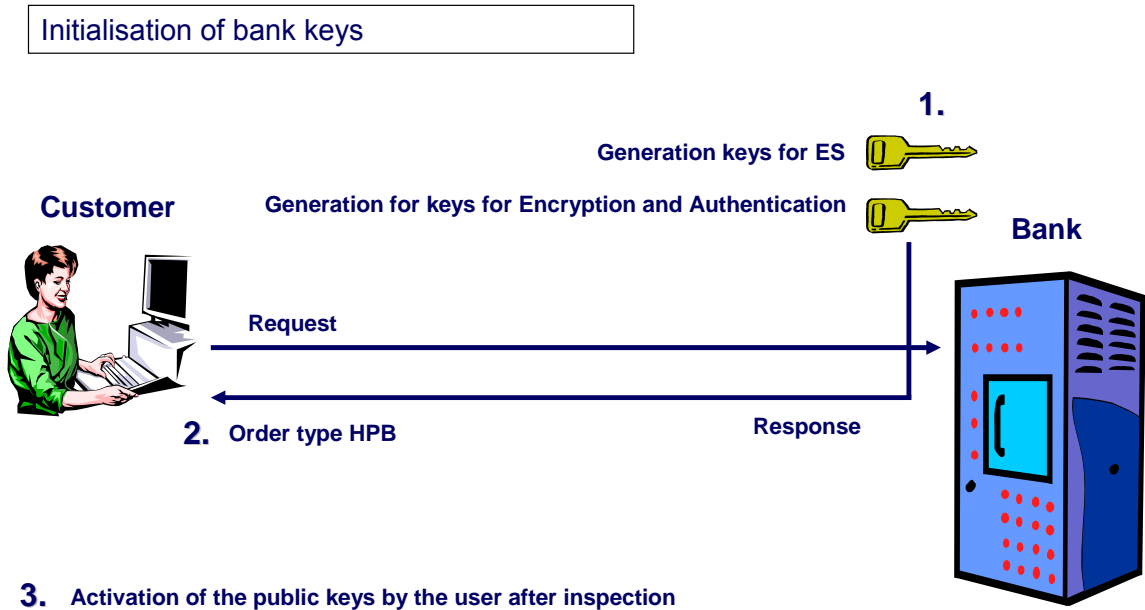 Initialisation of bank keys
1.
Generation keys for ES
Customer
Generation for keys for Encryption and Authentication
Bank
Request
Response
2. Order type HPB
3. Activation of the public keys by the user after inspection